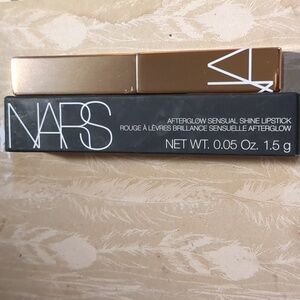 NARS
NARS
AFTERGLOW SENSUAL SHINE LIPSTICK
ROUGE À LÈVRES BRILLANCE SENSUELLE AFTERGLOW
NET WT. 0.05 Oz. 1.5 g